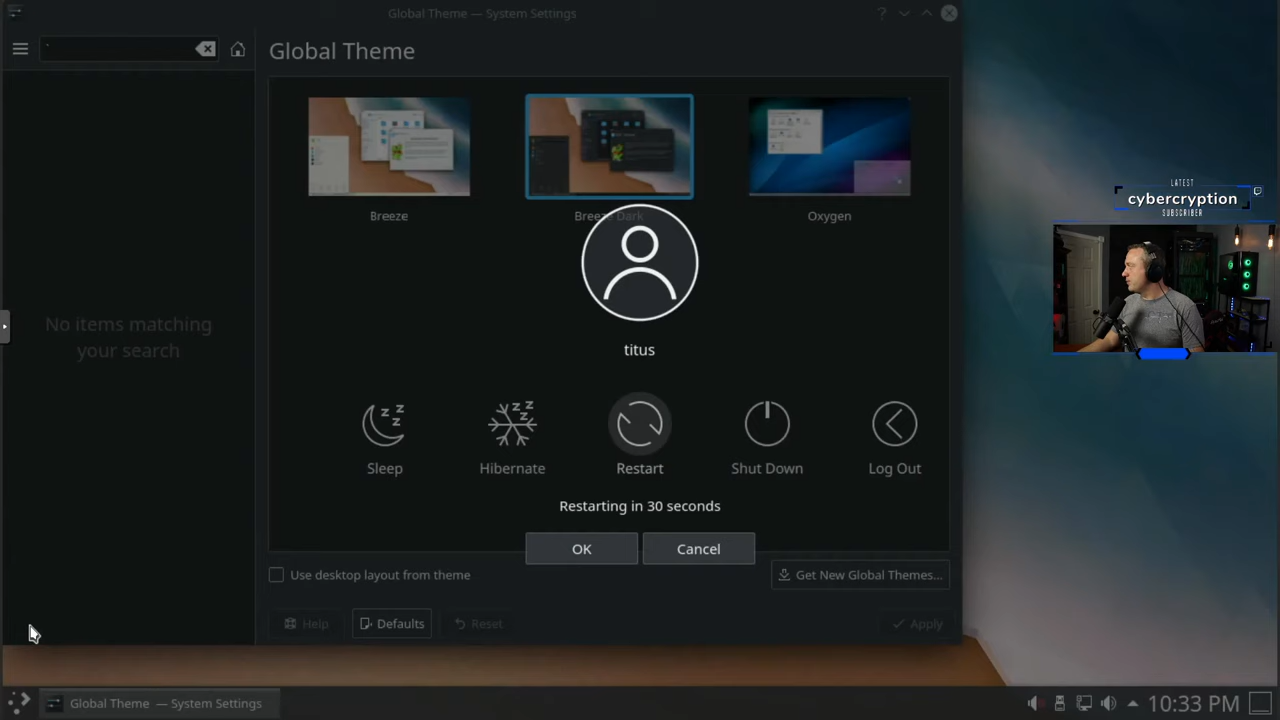 Global Theme — System Settings
`
Global Theme
Breeze
Breeze Dark
Oxygen
No items matching
your search
titus
Sleep
Hibernate
Restart
Shut Down
Log Out
Restarting in 30 seconds
OK
Cancel
Use desktop layout from theme
Get New Global Themes...
Help
Defaults
Reset
Apply
Global Theme — System Settings
10:33 PM
LATEST
cybercryption
SUBSCRIBER